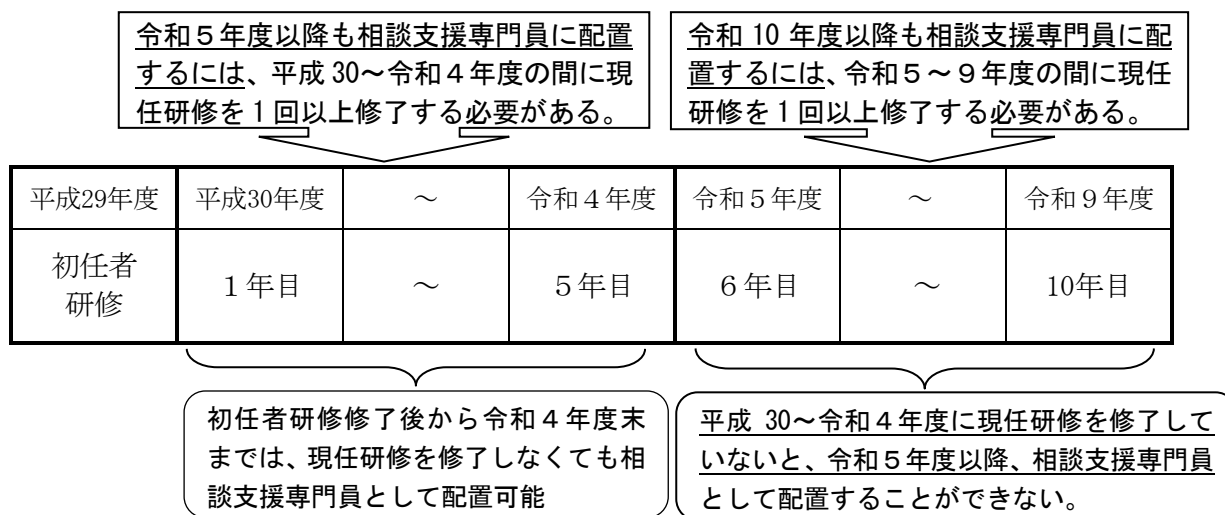 令和５年度以降も相談支援専門員に配置
するには、平成 30～令和４年度の間に現
任研修を１回以上修了する必要がある。
令和 10 年度以降も相談支援専門員に配
置するには、令和５～９年度の間に現任
研修を１回以上修了する必要がある。
平成29年度 平成30年度 ～ 令和４年度 令和５年度 ～ 令和９年度
初任者
研修
１年目 ～ ５年目 ６年目 ～ 10年目
初任者研修修了後から令和４年度末
までは、現任研修を修了しなくても相
談支援専門員として配置可能
平成 30～令和４年度に現任研修を修了して
いないと、令和５年度以降、相談支援専門員
として配置することができない。